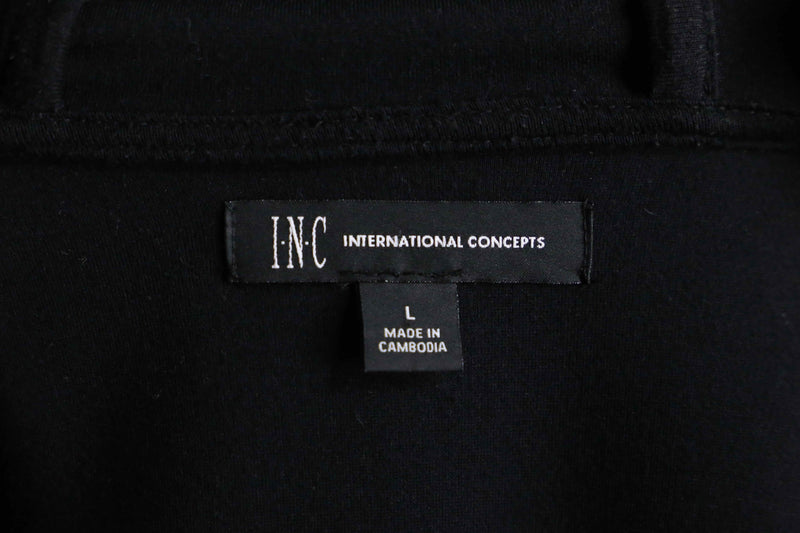 I·N·C INTERNATIONAL CONCEPTS
L
MADE IN
CAMBODIA